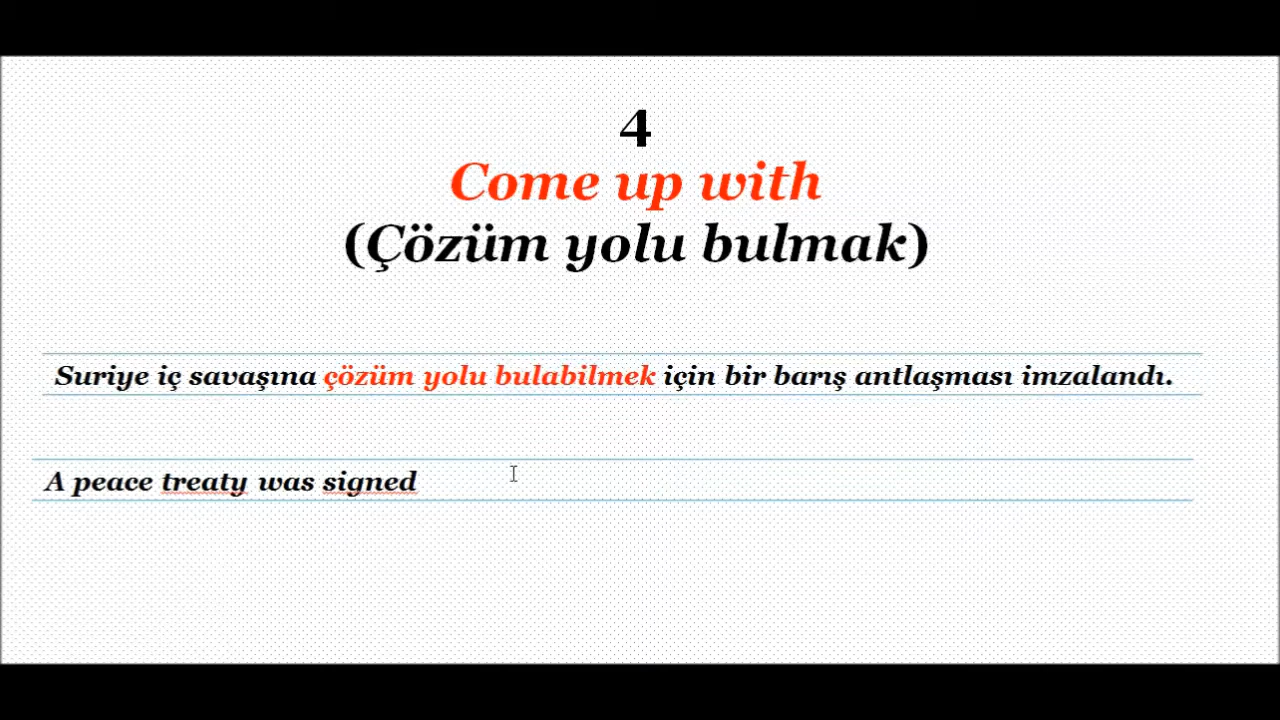 4
Come up with
(Çözüm yolu bulmak)
Suriye iç savaşına çözüm yolu bulabilmek için bir barış antlaşması imzalandı.
A peace treaty was signed